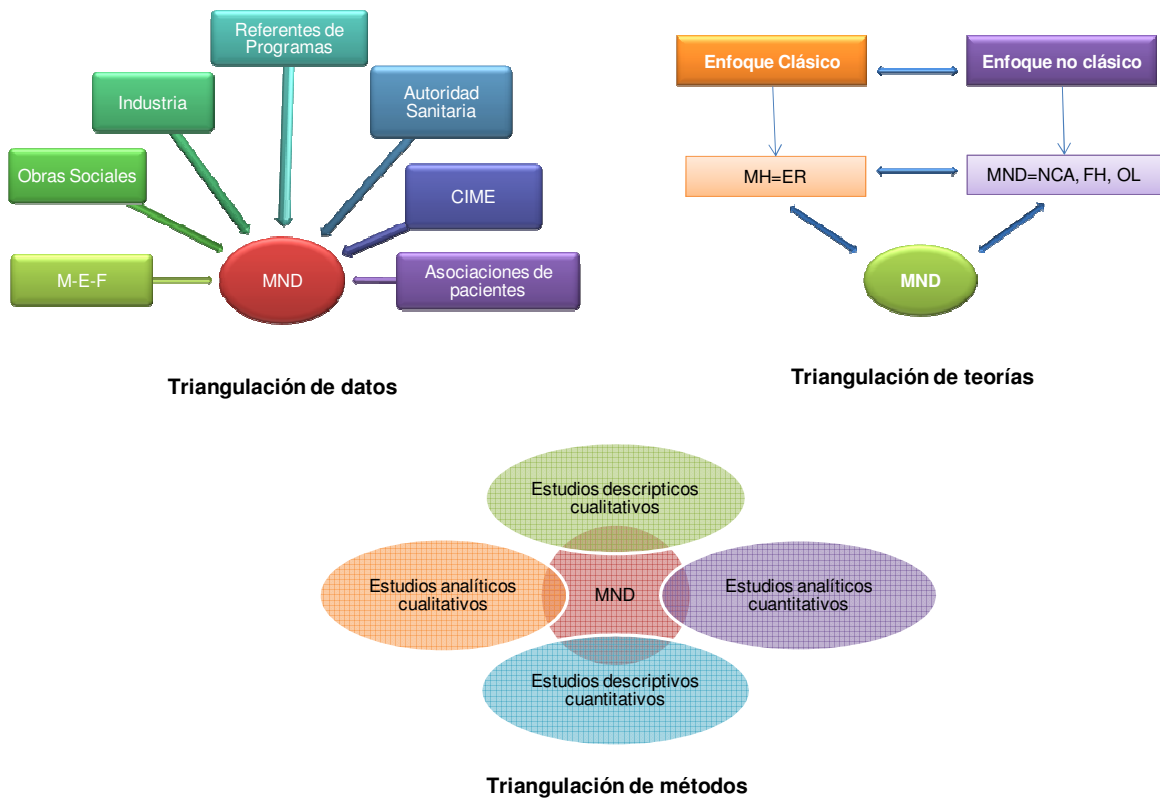 Referentes de
Programas
Industria
Autoridad
Sanitaria
Obras Sociales
CIME
M-E-F
MND
Asociaciones de
pacientes
Triangulación de datos
Enfoque Clásico
Enfoque no clásico
MH=ER
MND=NCA, FH, OL
MND
Triangulación de teorías
Estudios descripticos
cualitativos
Estudios analíticos
cualitativos
MND
Estudios analíticos
cuantitativos
Estudios descriptivos
cuantitativos
Triangulación de métodos